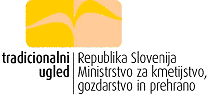 tradicionalni ugled
Republika Slovenija
Ministrstvo za kmetijstvo,
gozdarstvo in prehrano